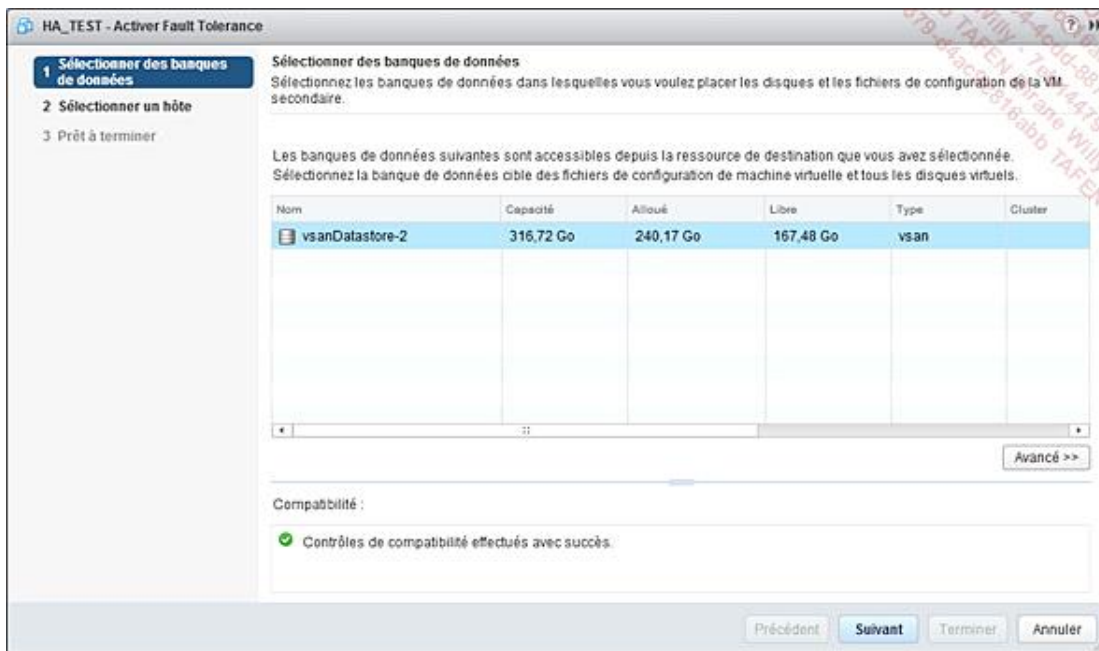 HA_TEST - Activer Fault Tolerance
1 Sélectionner des banques
de données
2 Sélectionner un hôte
3 Prêt à terminer
Sélectionner des banques de données
Sélectionnez les banques de données dans lesquelles vous voulez placer les disques et les fichiers de configuration de la VM
secondaire.
Les banques de données suivantes sont accessibles depuis la ressource de destination que vous avez sélectionnée.
Sélectionnez la banque de données cible des fichiers de configuration de machine virtuelle et tous les disques virtuels.
Nom Capacité Alloué Libre Type Cluster
vsanDatastore-2 316,72 Go 240,17 Go 167,48 Go vsan
Avancé >>
Compatibilité :
Contrôles de compatibilité effectués avec succès.
Précédent Suivant Terminer Annuler